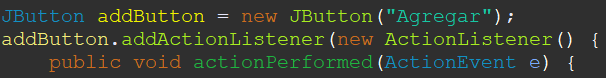 JButton addButton = new JButton("Agregar");
addButton.addActionListener(new ActionListener() {
    public void actionPerformed(ActionEvent e) {